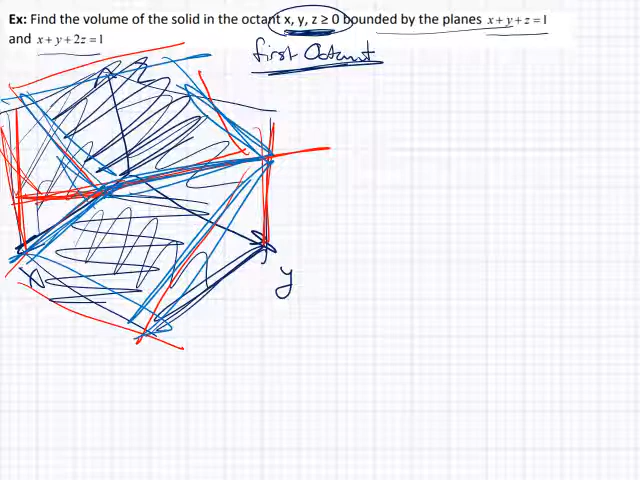 Ex: Find the volume of the solid in the octant x, y, z ≥ 0 bounded by the planes x + y + z = 1
and x + y + 2z = 1
first Octant
x
y